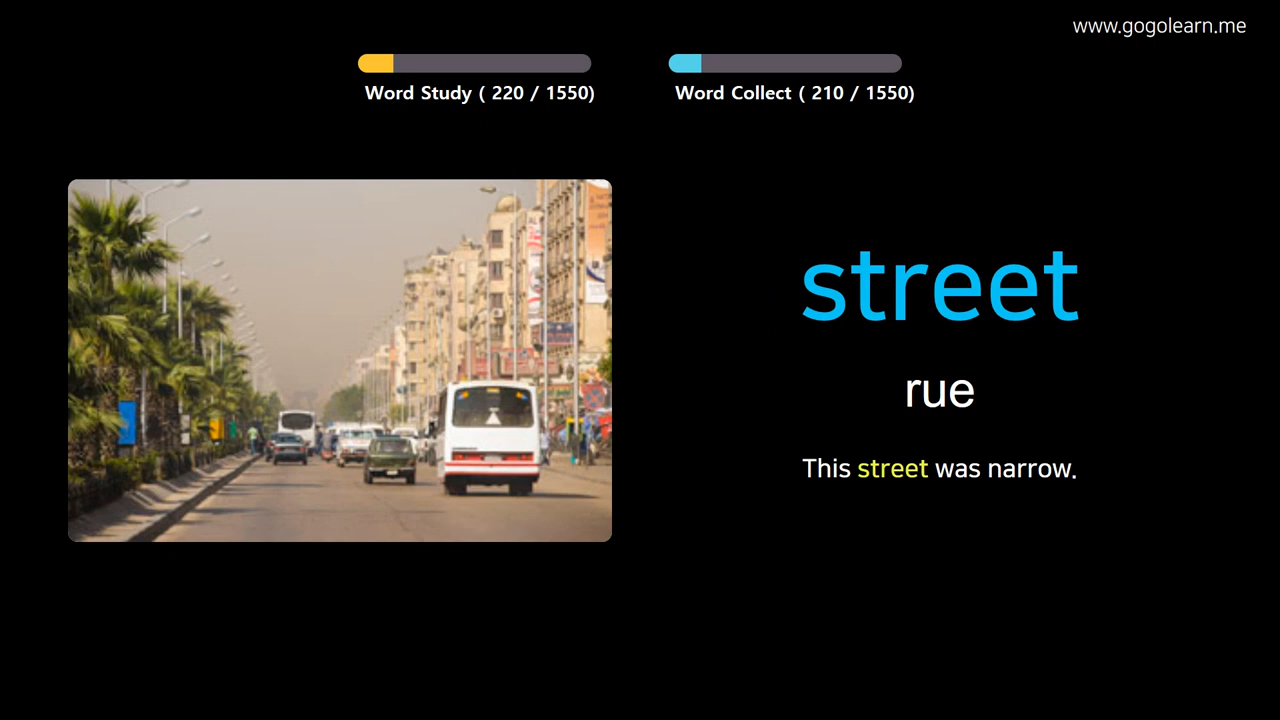 www.gogolearn.me
Word Study ( 220 / 1550)
Word Collect ( 210 / 1550)
street
rue
This street was narrow.